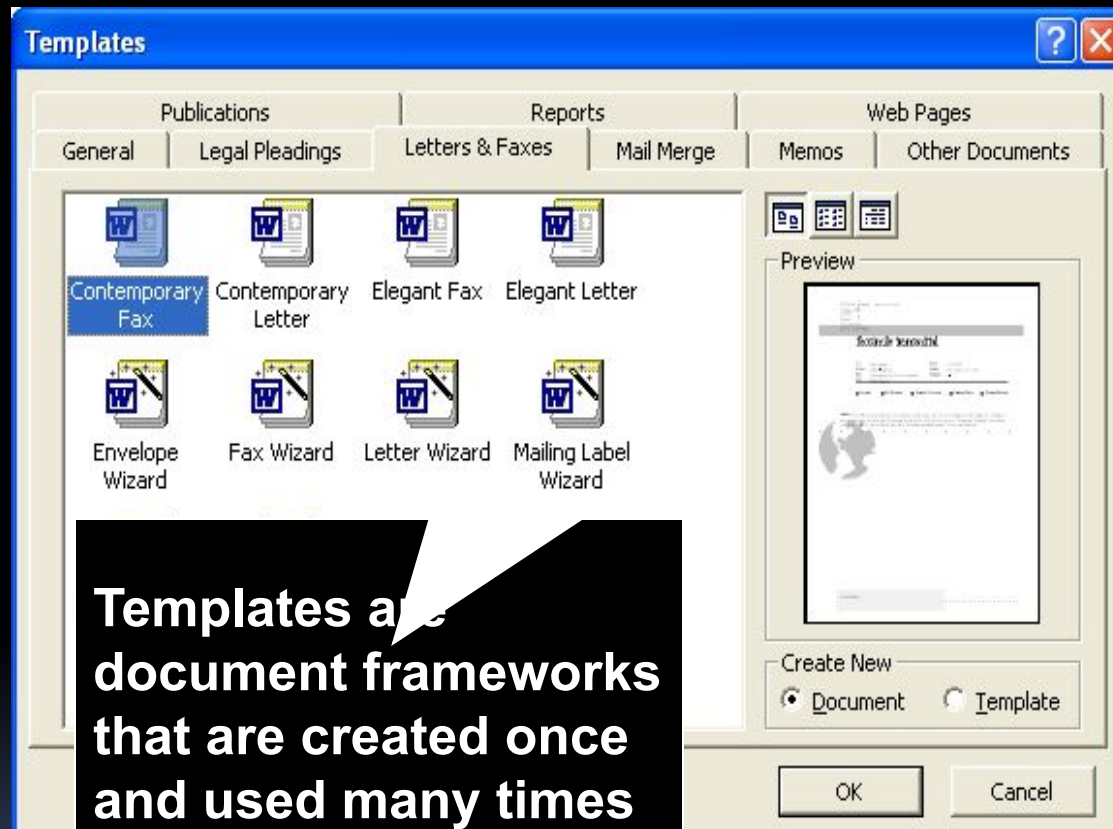 Templates
Publications Reports Web Pages
General Legal Pleadings Letters & Faxes Mail Merge Memos Other Documents
Contemporary Fax
Contemporary Letter
Elegant Fax
Elegant Letter
Envelope Wizard
Fax Wizard
Letter Wizard
Mailing Label Wizard
Preview
facsimile transmittal
Create New
Document Template
OK Cancel
Templates are
document frameworks
that are created once
and used many times